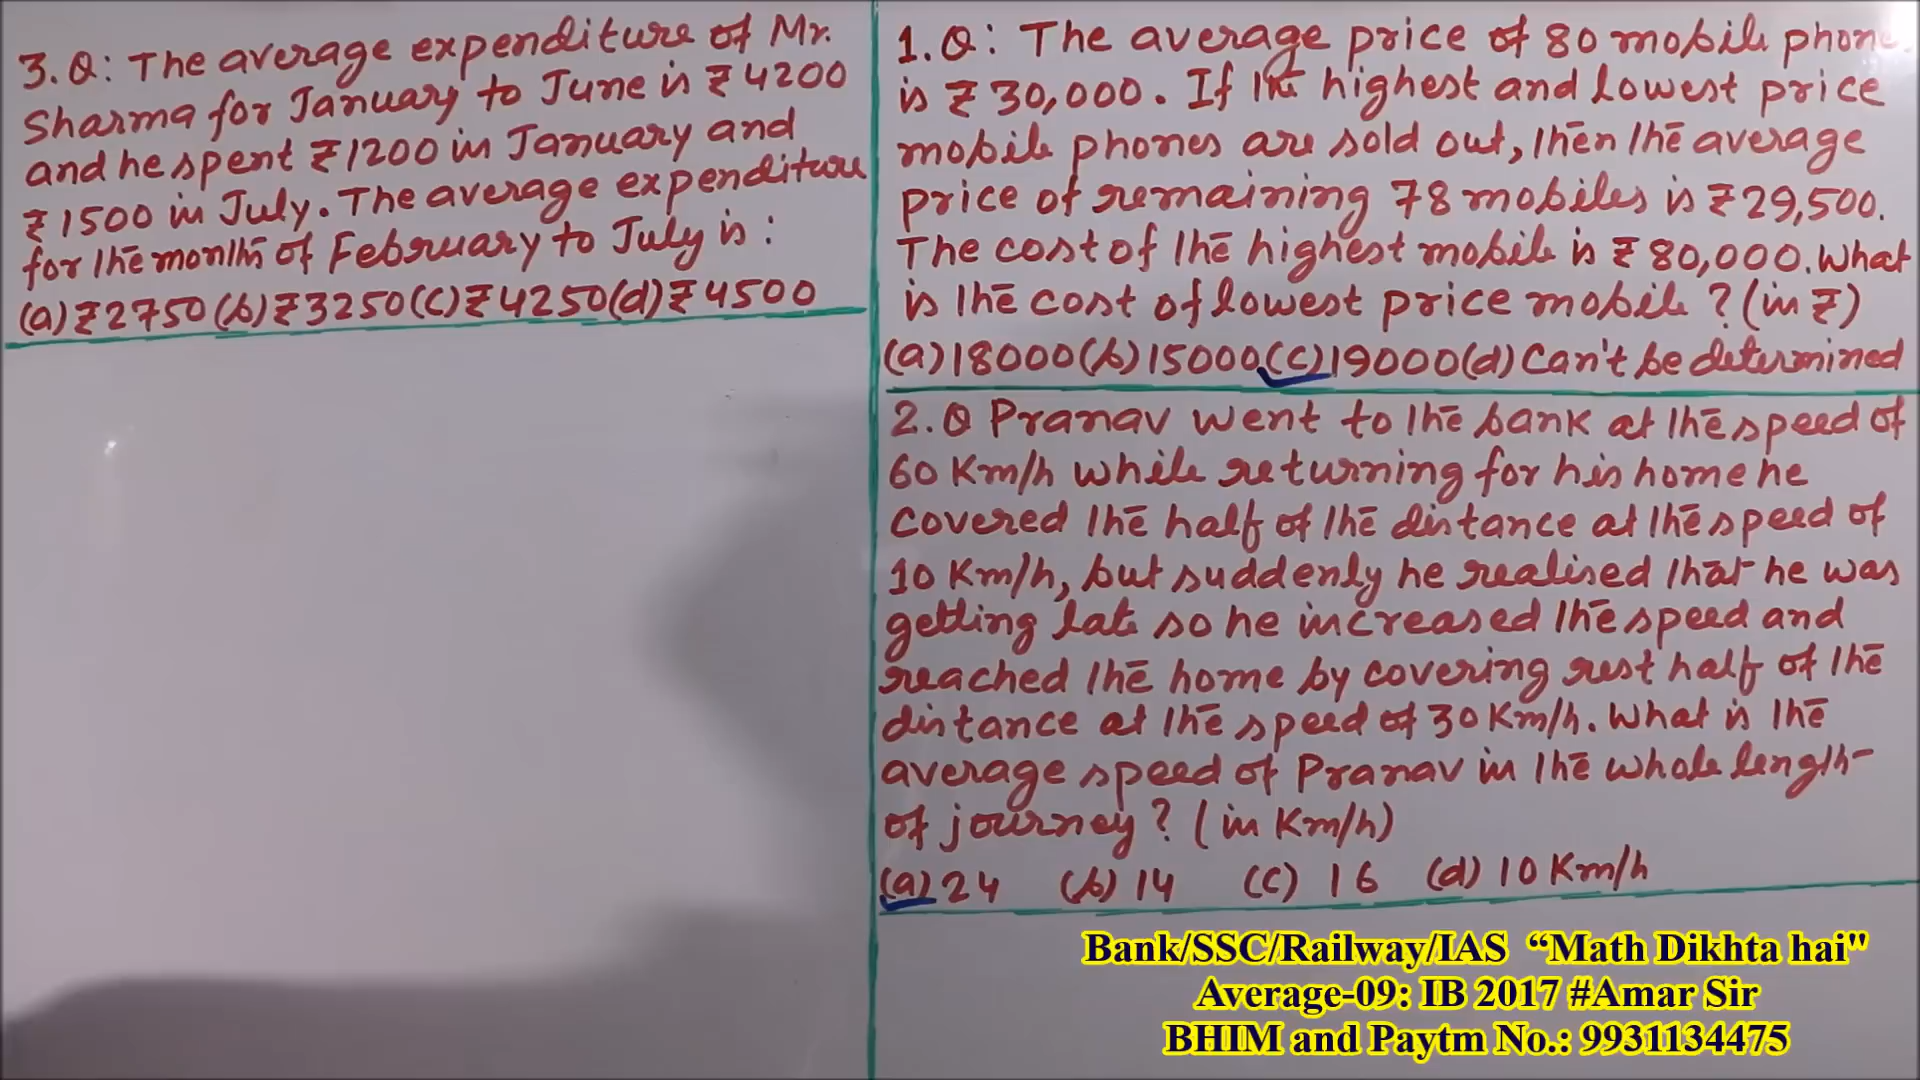 3.Q: The average expenditure of Mr.
Sharma for January to June is ₹4200
and he spent ₹1200 in January and
₹1500 in July. The average expenditure
for the months of February to July is:
(a)₹2750(b)₹3250(c)₹4250(d)₹4500
1.Q: The average price of 80 mobile phone
is ₹30,000. If the highest and lowest price
mobile phones are sold out, then the average
price of remaining 78 mobiles is ₹29,500.
The cost of the highest mobile is ₹80,000. What
is the cost of lowest price mobile? (in ₹)
(a)18000(b)15000(c)19000(d)Can't be determined
2.Q Pranav went to the bank at the speed of
60 Km/h while returning for his home he
covered the half of the distance at the speed of
10 Km/h, but suddenly he realised that he was
getting late so he increased the speed and
reached the home by covering rest half of the
distance at the speed of 30 Km/h. What is the
average speed of Pranav in the whole length
of journey? (in Km/h)
(a) 24 (b) 14 (c) 16 (d) 10 Km/h
Bank/SSC/Railway/IAS “Math Dikhta hai"
Average-09: IB 2017 #Amar Sir
BHIM and Paytm No.: 9931134475